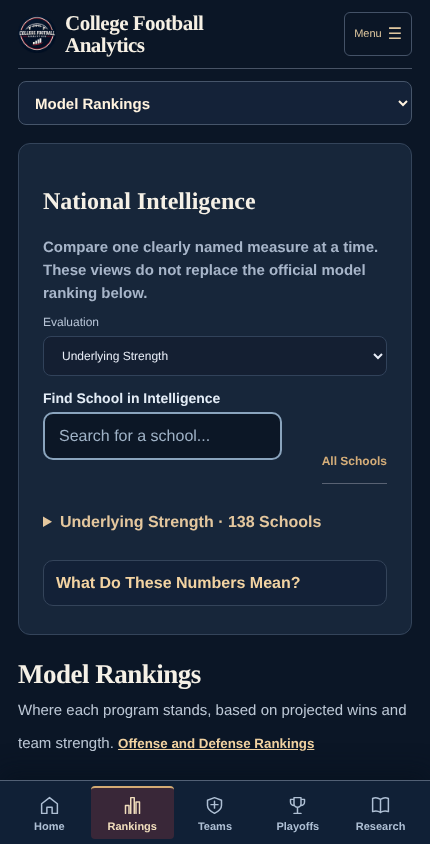 College Football
Analytics
Menu
Model Rankings
National Intelligence
Compare one clearly named measure at a time.
These views do not replace the official model
ranking below.
Evaluation
Underlying Strength
Find School in Intelligence
Search for a school...
All Schools
Underlying Strength · 138 Schools
What Do These Numbers Mean?
Model Rankings
Where each program stands, based on projected wins and
team strength. Offense and Defense Rankings
Home
Rankings
Teams
Playoffs
Research